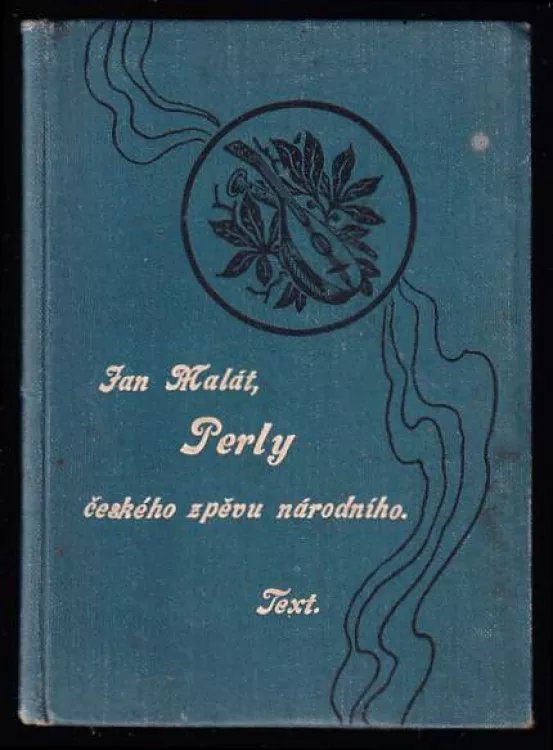 Jan Malát,
Perly
českého zpěvu národního.
Text.